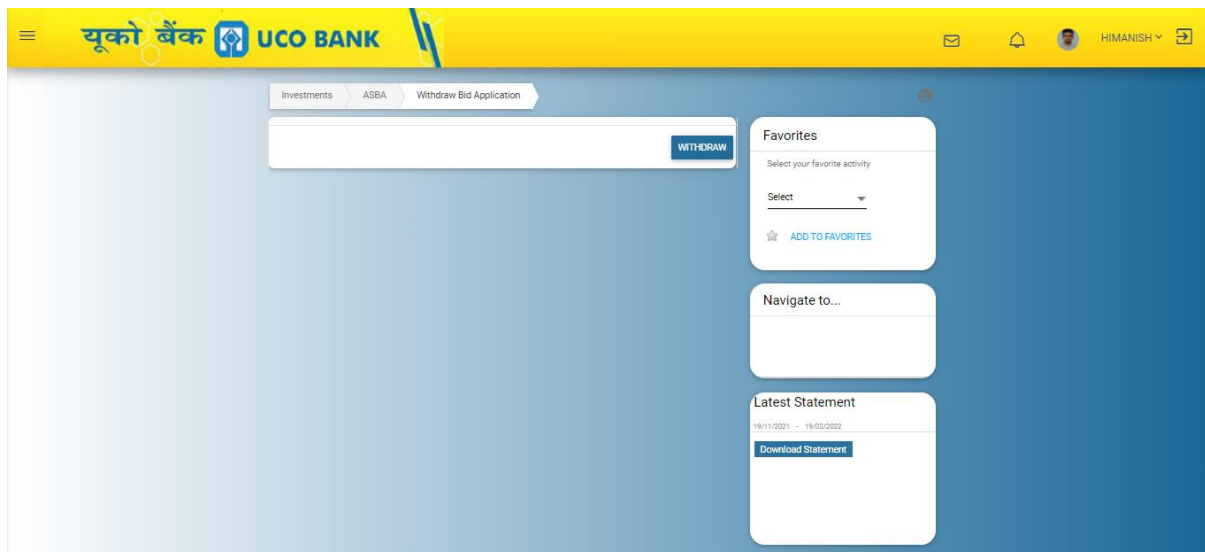 यूको बैंक UCO BANK
HIMANISH
Investments ASBA Withdraw Bid Application
WITHDRAW
Favorites
Select your favorite activity
Select
ADD TO FAVORITES
Navigate to...
Latest Statement
19/11/2021 - 19/02/2022
Download Statement